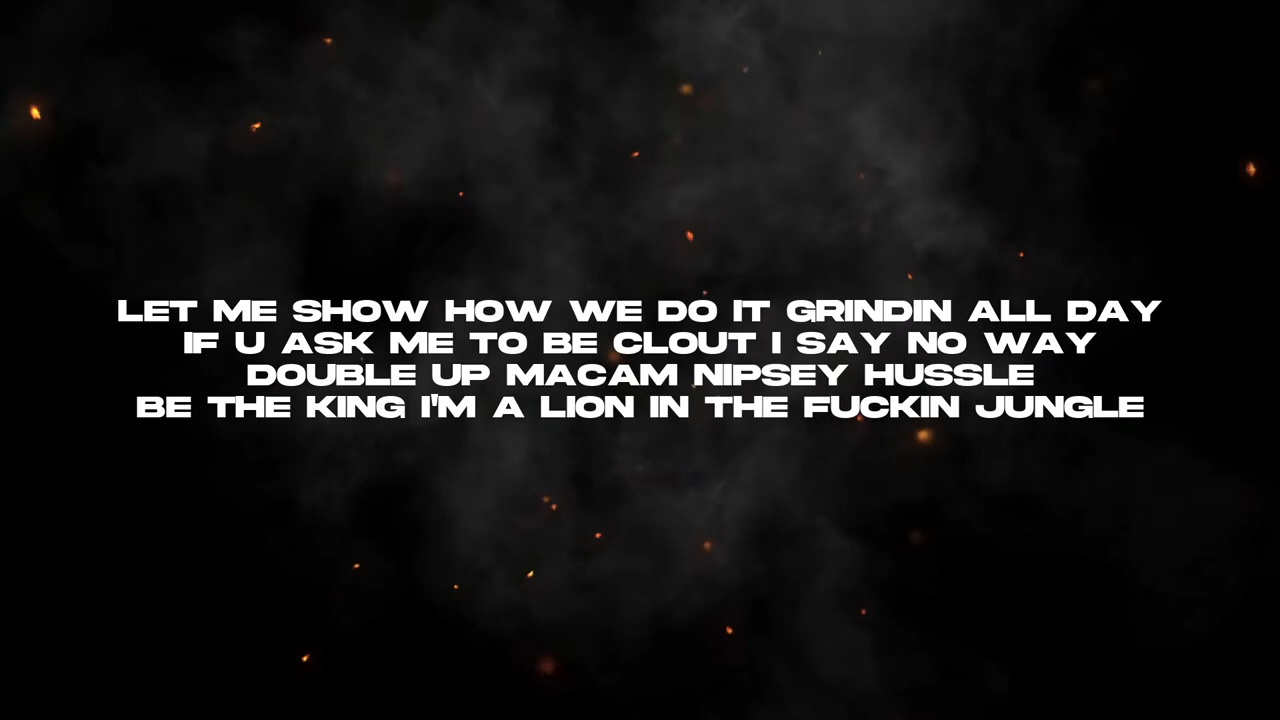 LET ME SHOW HOW WE DO IT GRINDIN ALL DAY
IF U ASK ME TO BE CLOUT I SAY NO WAY
DOUBLE UP MACAM NIPSEY HUSSLE
BE THE KING I'M A LION IN THE FUCKIN JUNGLE